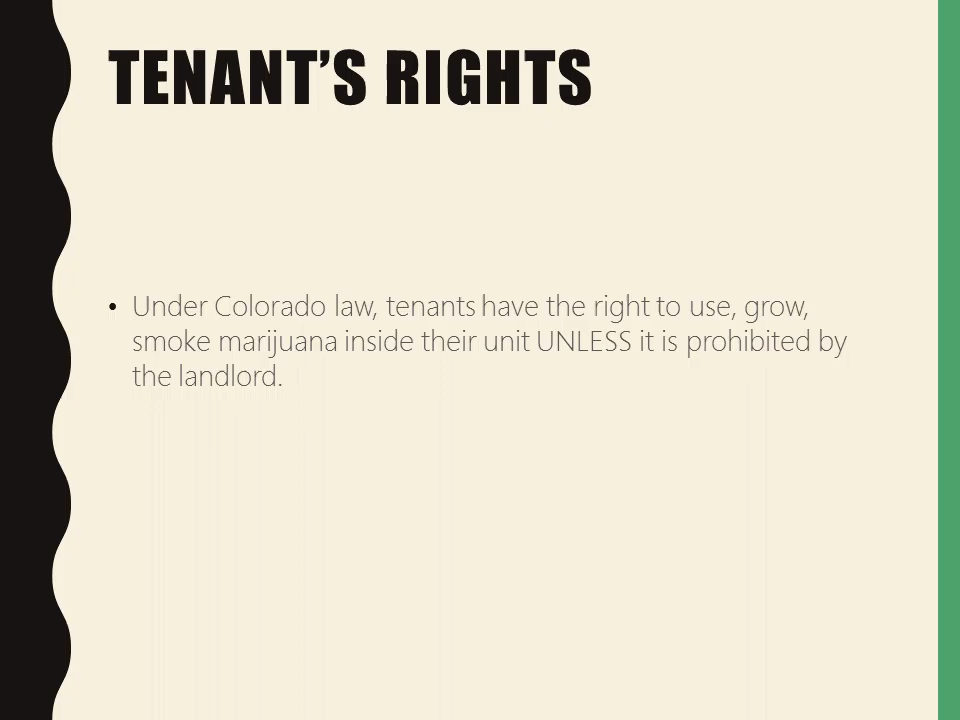 TENANT’S RIGHTS
• Under Colorado law, tenants have the right to use, grow,
smoke marijuana inside their unit UNLESS it is prohibited by
the landlord.